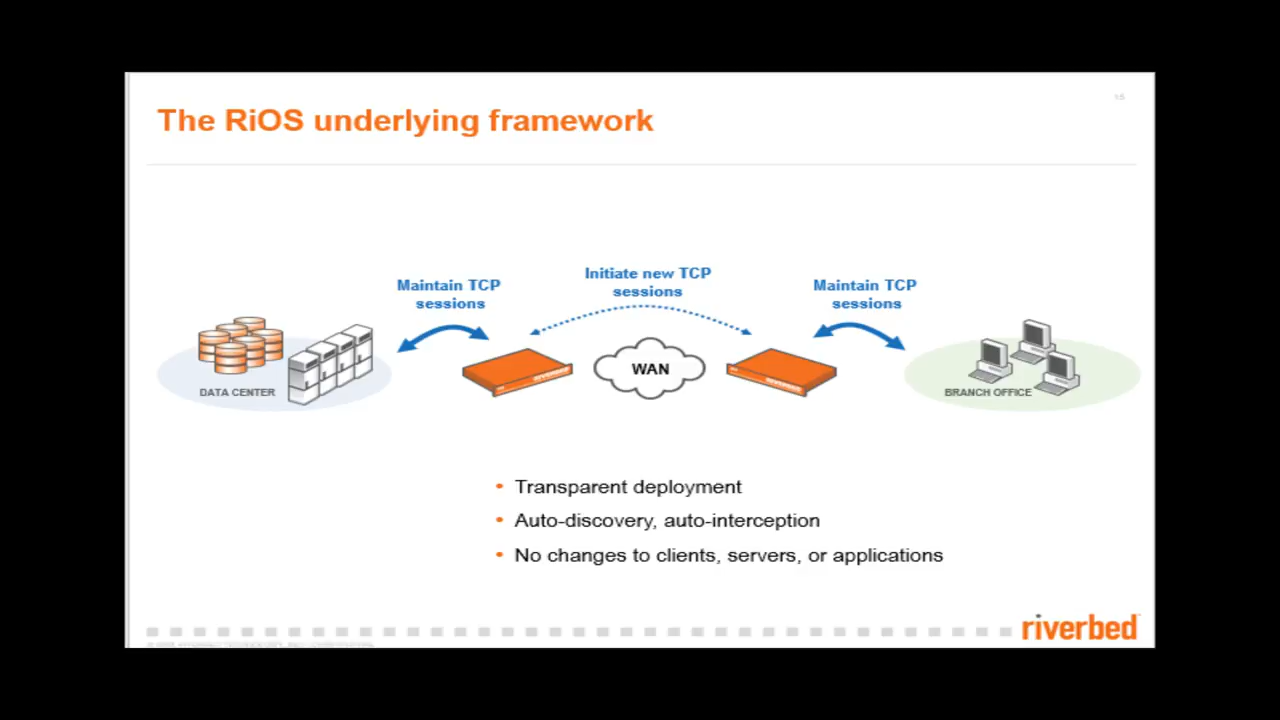 15
The RiOS underlying framework
Initiate new TCP
sessions
Maintain TCP
sessions
Maintain TCP
sessions
WAN
DATA CENTER
BRANCH OFFICE
• Transparent deployment
• Auto-discovery, auto-interception
• No changes to clients, servers, or applications
riverbed